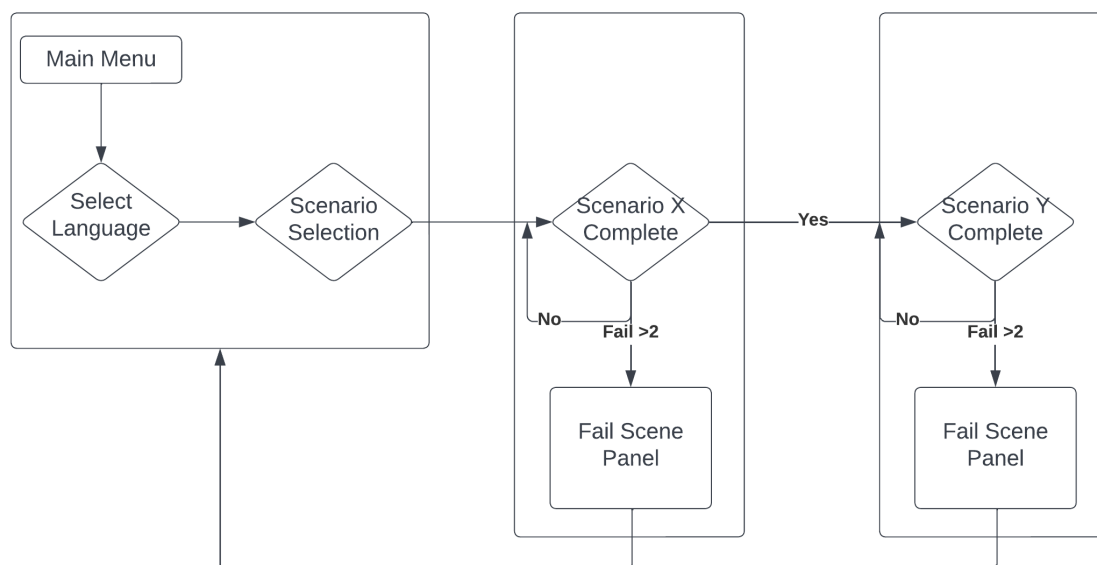 Main Menu
Select
Language
Scenario
Selection
Scenario X
Complete
Yes
Scenario Y
Complete
No
Fail >2
No
Fail >2
Fail Scene
Panel
Fail Scene
Panel